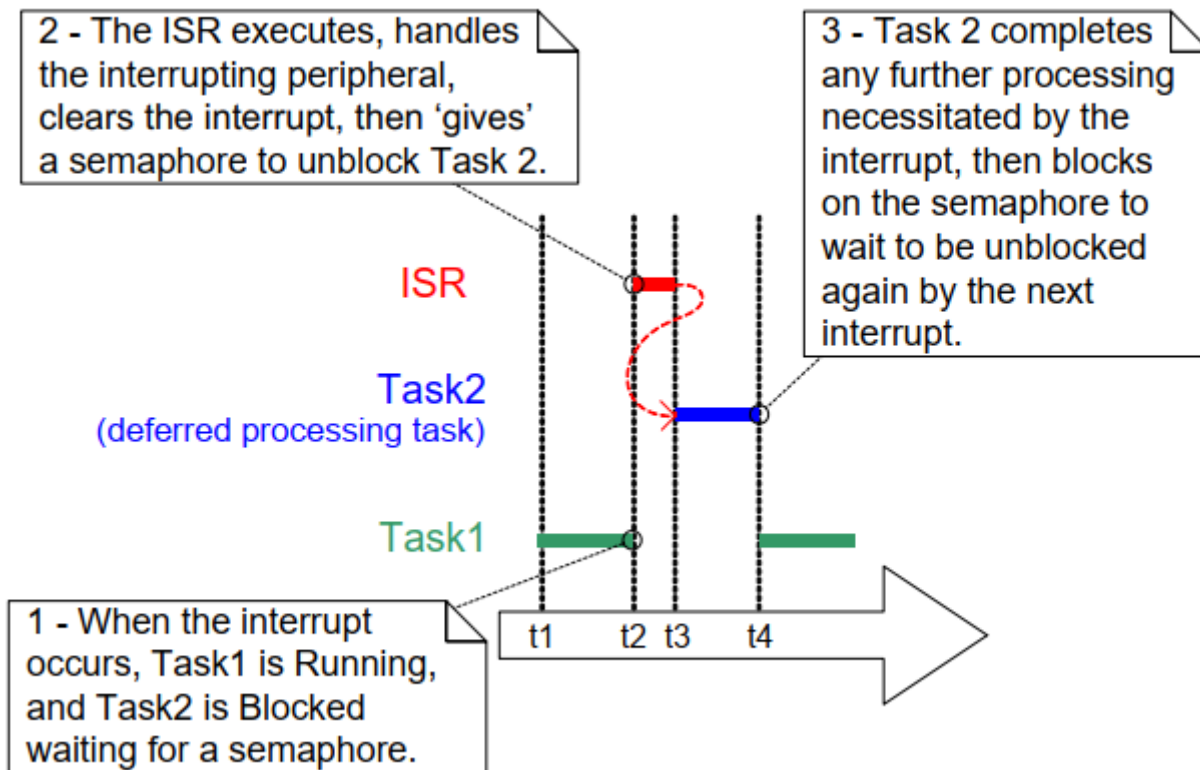 2 - The ISR executes, handles
the interrupting peripheral,
clears the interrupt, then ‘gives’
a semaphore to unblock Task 2.
3 - Task 2 completes
any further processing
necessitated by the
interrupt, then blocks
on the semaphore to
wait to be unblocked
again by the next
interrupt.
ISR
Task2
(deferred processing task)
Task1
t1 t2 t3 t4
1 - When the interrupt
occurs, Task1 is Running,
and Task2 is Blocked
waiting for a semaphore.